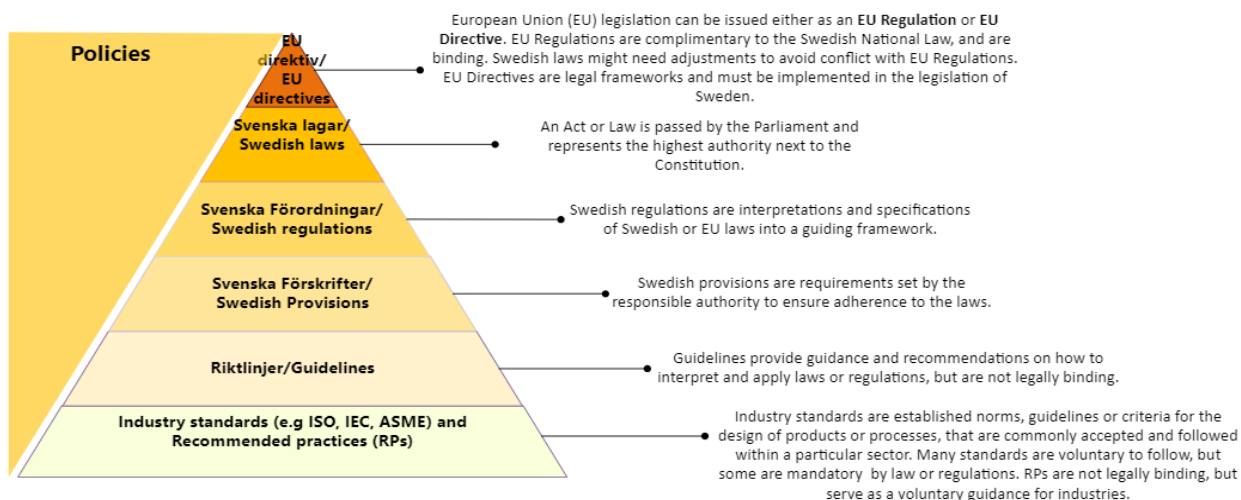 Policies
EU
direktiv/
EU
directives
European Union (EU) legislation can be issued either as an EU Regulation or EU
Directive. EU Regulations are complimentary to the Swedish National Law, and are
binding. Swedish laws might need adjustments to avoid conflict with EU Regulations.
EU Directives are legal frameworks and must be implemented in the legislation of
Sweden.
Svenska lagar/
Swedish laws
An Act or Law is passed by the Parliament and
represents the highest authority next to the
Constitution.
Svenska Förordningar/
Swedish regulations
Swedish regulations are interpretations and specifications
of Swedish or EU laws into a guiding framework.
Svenska Förskrifter/
Swedish Provisions
Swedish provisions are requirements set by the
responsible authority to ensure adherence to the laws.
Riktlinjer/Guidelines
Guidelines provide guidance and recommendations on how to
interpret and apply laws or regulations, but are not legally binding.
Industry standards (e.g ISO, IEC, ASME) and
Recommended practices (RPs)
Industry standards are established norms, guidelines or criteria for the
design of products or processes, that are commonly accepted and followed
within a particular sector. Many standards are voluntary to follow, but
some are mandatory by law or regulations. RPs are not legally binding, but
serve as a voluntary guidance for industries.